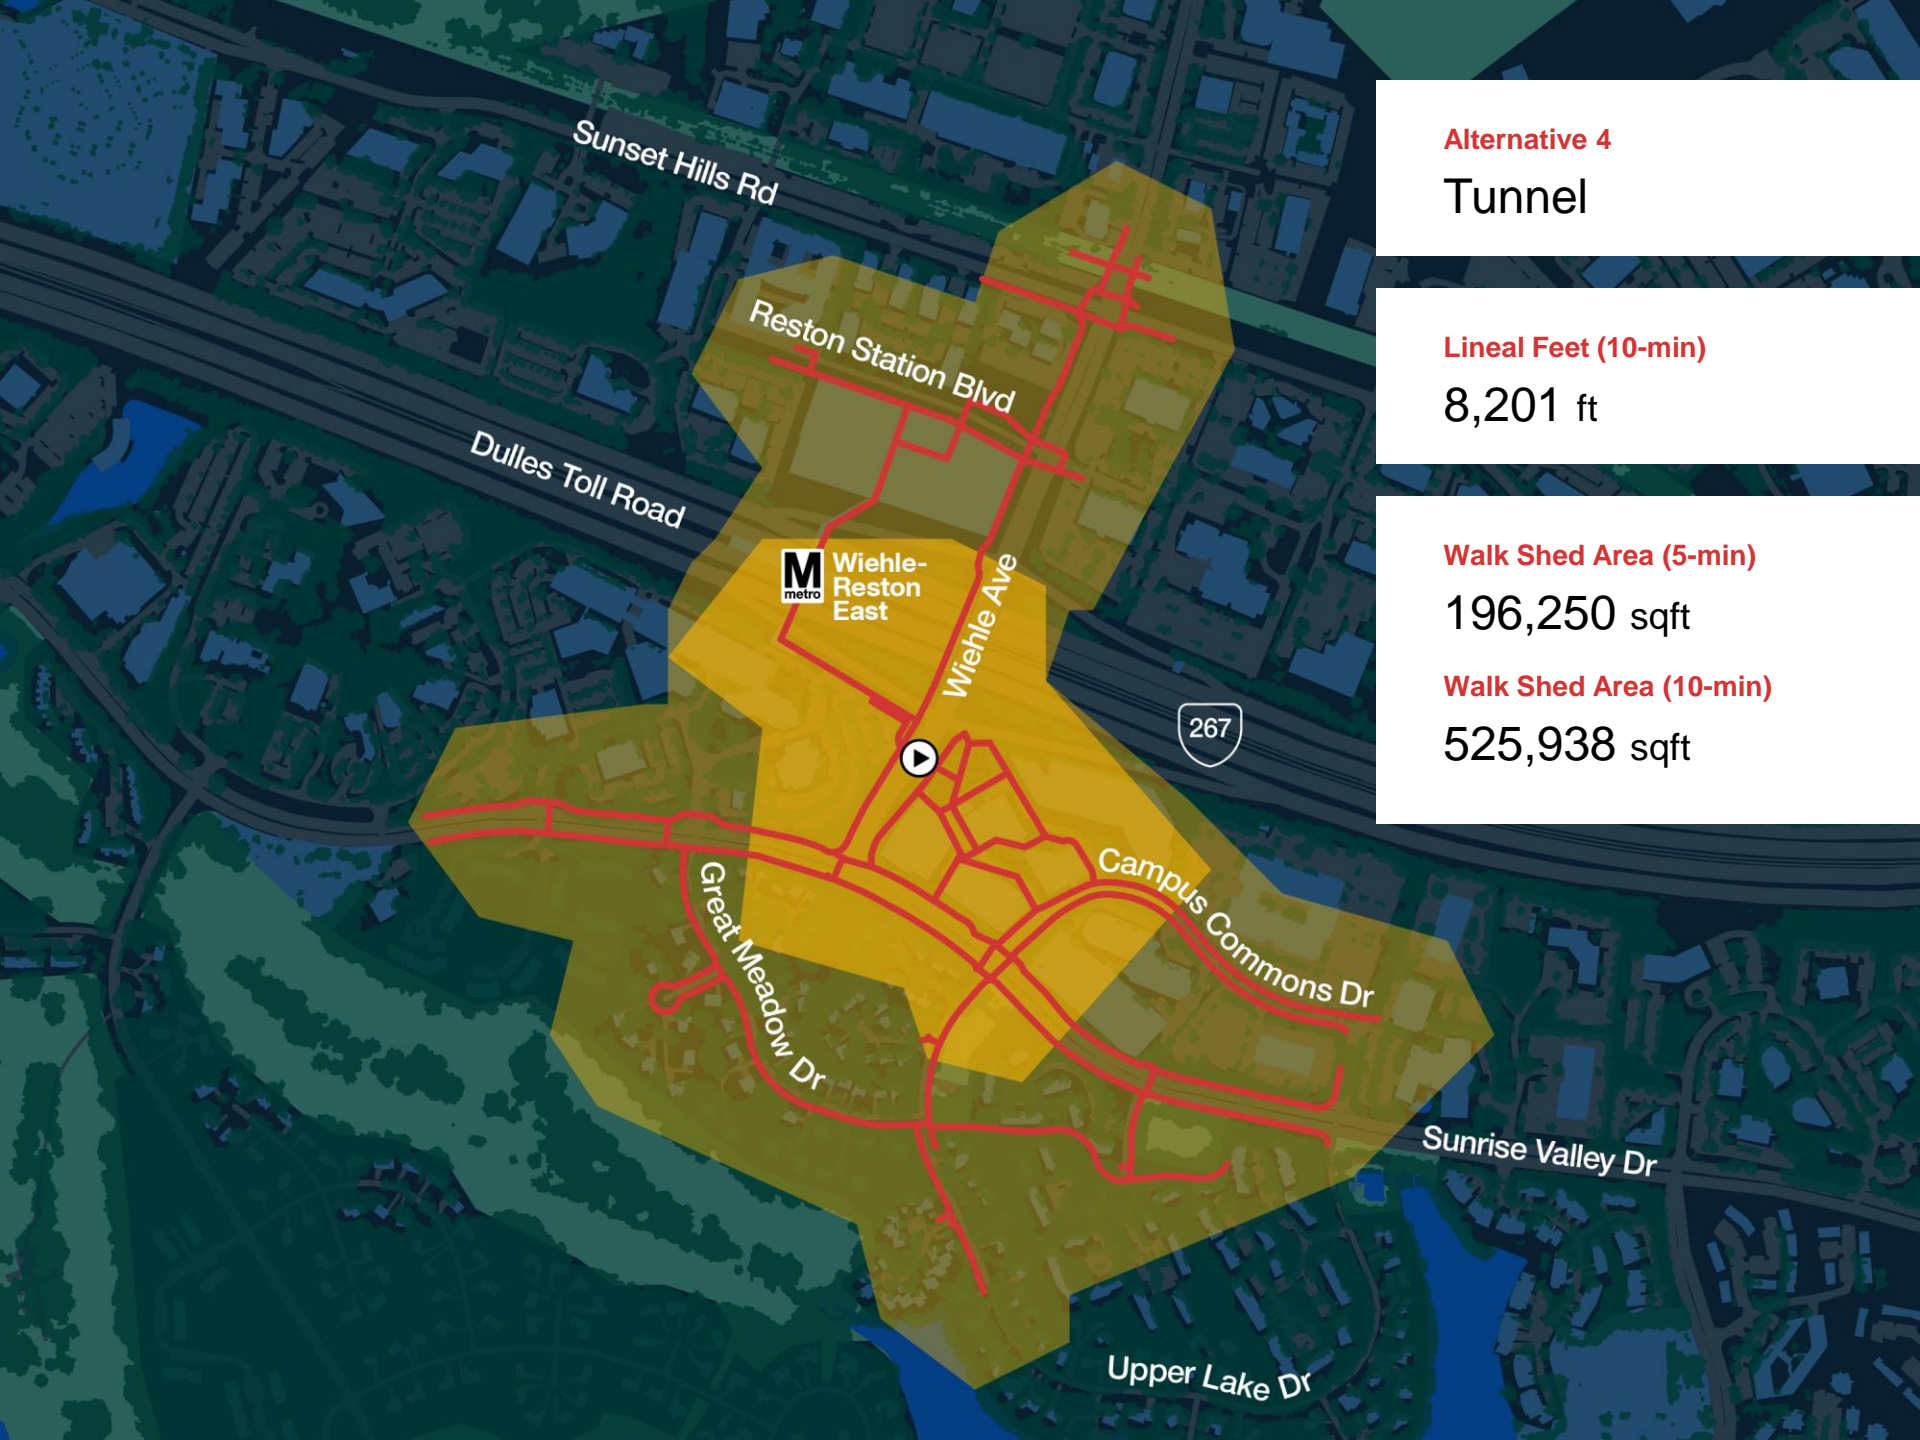 Alternative 4
Tunnel
Lineal Feet (10-min)
8,201 ft
Walk Shed Area (5-min)
196,250 sqft
Walk Shed Area (10-min)
525,938 sqft
Sunset Hills Rd
Reston Station Blvd
Dulles Toll Road
M
metro
Wiehle-
Reston
East
Wiehle Ave
267
Campus Commons Dr
Great Meadow Dr
Sunrise Valley Dr
Upper Lake Dr